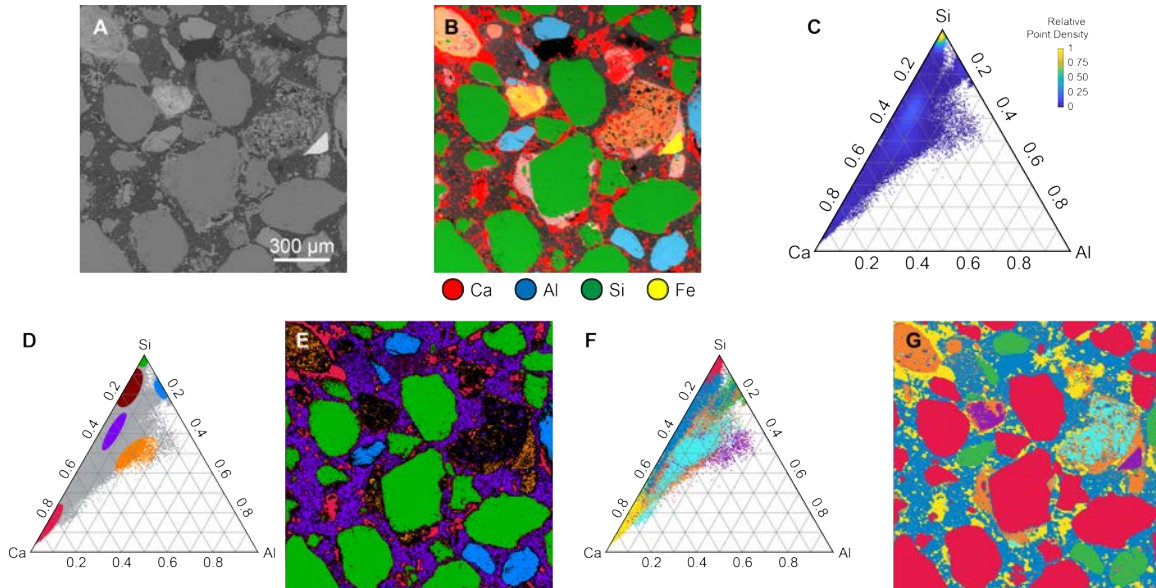 A
300 µm
B
Ca Al Si Fe
C
Si
Relative
Point Density
1
0.75
0.50
0.25
0
0.2 0.2
0.4 0.4
0.6 0.6
0.8 0.8
Ca Al
0.2 0.4 0.6 0.8
D
Si
0.2 0.2
0.4 0.4
0.6 0.6
0.8 0.8
Ca Al
0.2 0.4 0.6 0.8
E
F
Si
0.2 0.2
0.4 0.4
0.6 0.6
0.8 0.8
Ca Al
0.2 0.4 0.6 0.8
G